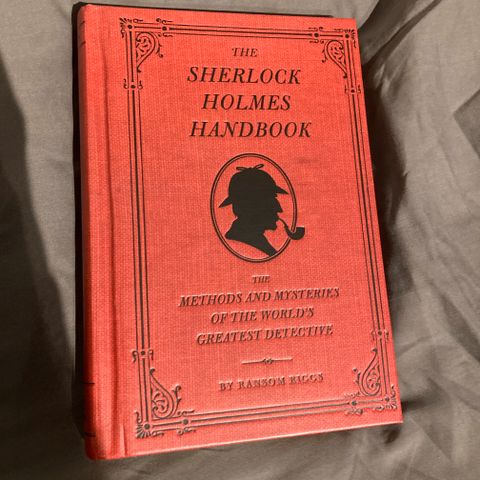 THE
SHERLOCK
HOLMES
HANDBOOK
THE
METHODS AND MYSTERIES
OF THE WORLD'S
GREATEST DETECTIVE
BY RANSOM RIGGS